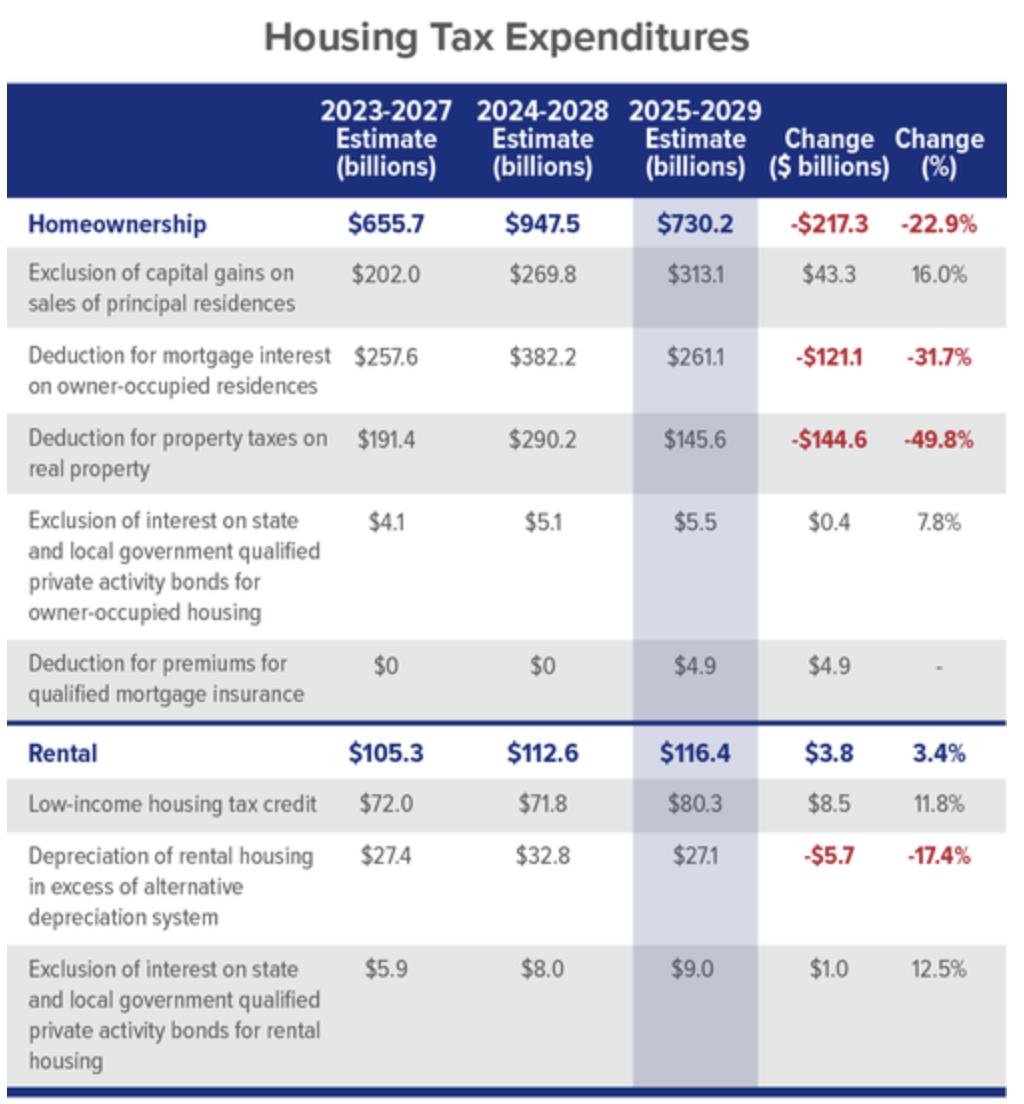 Housing Tax Expenditures
2023-2027 Estimate (billions) 2024-2028 Estimate (billions) 2025-2029 Estimate (billions) Change ($ billions) Change (%)
Homeownership $655.7 $947.5 $730.2 -$217.3 -22.9%
Exclusion of capital gains on $202.0 $269.8 $313.1 $43.3 16.0%
sales of principal residences
Deduction for mortgage interest $257.6 $382.2 $261.1 -$121.1 -31.7%
on owner-occupied residences
Deduction for property taxes on $191.4 $290.2 $145.6 -$144.6 -49.8%
real property
Exclusion of interest on state $4.1 $5.1 $5.5 $0.4 7.8%
and local government qualified
private activity bonds for
owner-occupied housing
Deduction for premiums for $0 $0 $4.9 $4.9 -
qualified mortgage insurance
Rental $105.3 $112.6 $116.4 $3.8 3.4%
Low-income housing tax credit $72.0 $71.8 $80.3 $8.5 11.8%
Depreciation of rental housing $27.4 $32.8 $27.1 -$5.7 -17.4%
in excess of alternative
depreciation system
Exclusion of interest on state $5.9 $8.0 $9.0 $1.0 12.5%
and local government qualified
private activity bonds for rental
housing